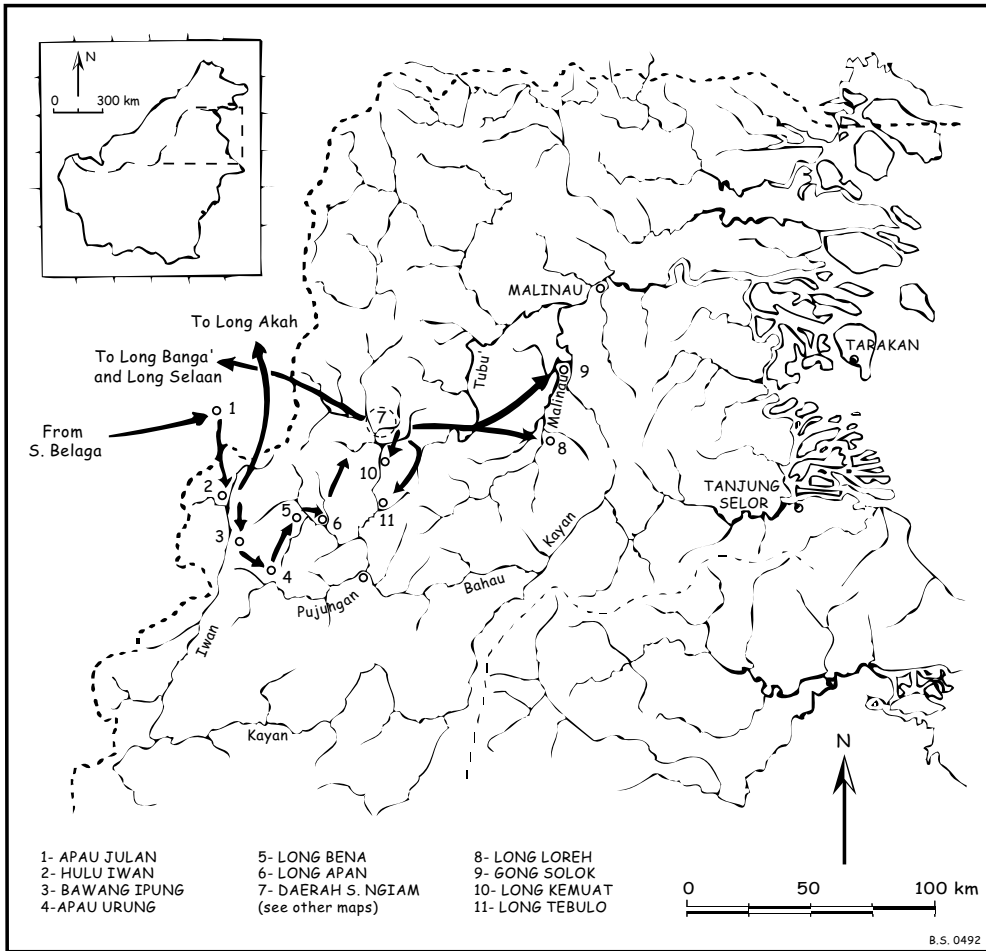 N
0 300 km
To Long Akah
To Long Banga'
and Long Selaan
From
S. Belaga
1
2
3
4
5
6
7
10
11
8
9
MALINAU
Tubu'
Malinau
TARAKAN
TANJUNG
SELOR
Kayan
Bahau
Pujungan
Iwan
Kayan
N
1- APAU JULAN
2- HULU IWAN
3- BAWANG IPUNG
4-APAU URUNG
5- LONG BENA
6- LONG APAN
7- DAERAH S. NGIAM
(see other maps)
8- LONG LOREH
9- GONG SOLOK
10- LONG KEMUAT
11- LONG TEBULO
0 50 100 km
B.S. 0492